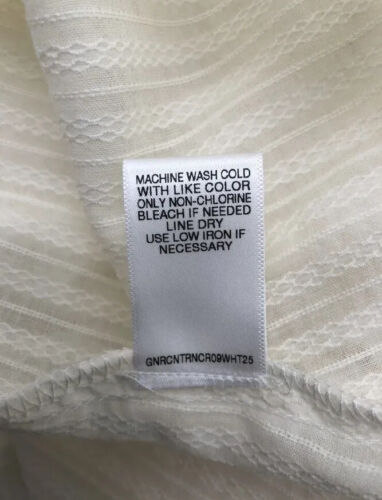 MACHINE WASH COLD
WITH LIKE COLOR
ONLY NON-CHLORINE
BLEACH IF NEEDED
LINE DRY
USE LOW IRON IF
NECESSARY
GNRCNTRNCR09WHT25